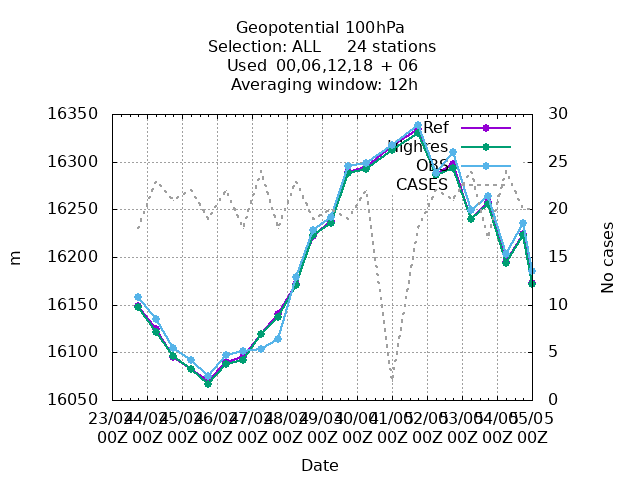 Geopotential 100hPa
Selection: ALL 24 stations
Used 00,06,12,18 + 06
Averaging window: 12h
16350
16300
16250
16200
16150
16100
16050
m
30
25
20
15
10
5
0
No cases
Ref
highres
OBS
CASES
23/04 24/04 25/04 26/04 27/04 28/04 29/04 30/04 01/05 02/05 03/05 04/05 05/05
00Z 00Z 00Z 00Z 00Z 00Z 00Z 00Z 00Z 00Z 00Z 00Z 00Z
Date